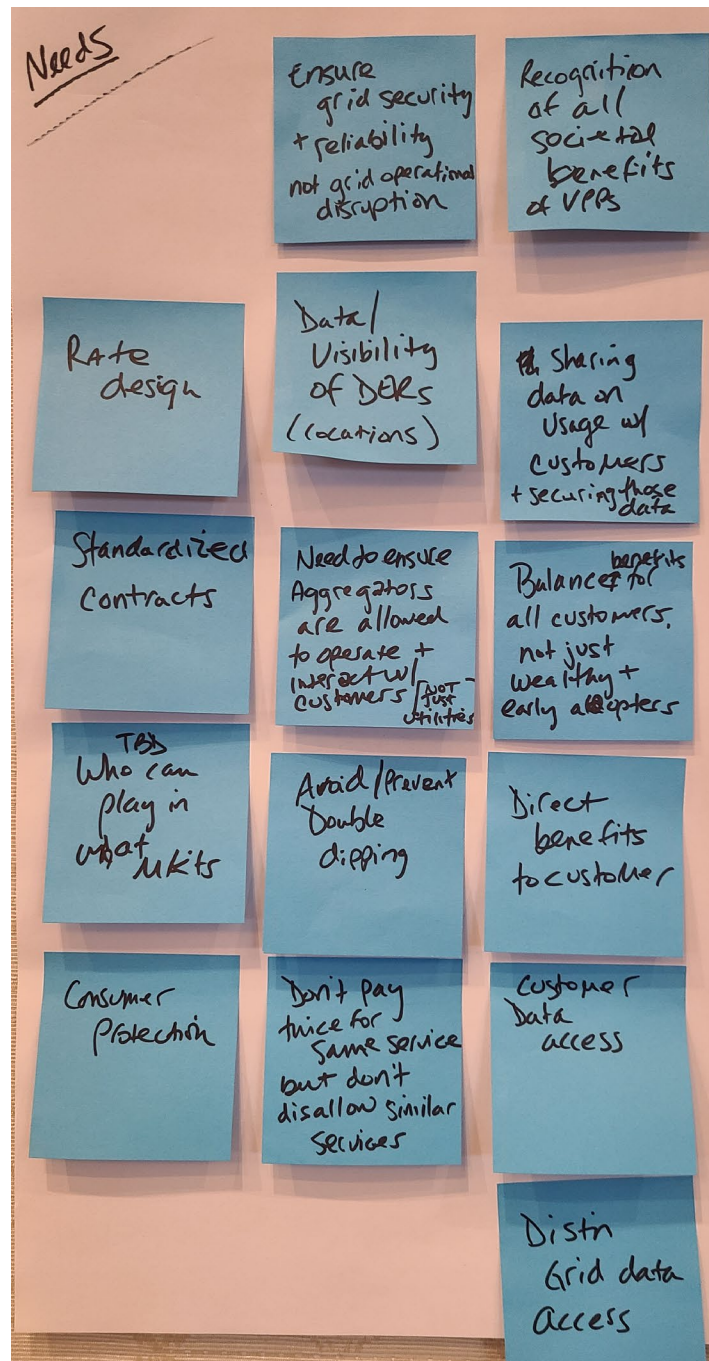 Needs
Ensure
grid security
+ reliability
not grid operational
disruption
Recognition
of all
societal
benefits
of VPPs
Rate
design
Data/
Visibility
of DERs
(locations)
Sharing
data on
usage w/
customers
+ securing those
data
Standardized
contracts
Need to ensure
Aggregators
are allowed
to operate +
interact w/
customers [NOT
just
utilities
benefits
Balance for
all customers,
not just
wealthy +
early adopters
TBD
Who can
play in
what Mkts
Avoid/Prevent
Double
dipping
Direct
benefits
to customer
Consumer
Protection
Don't pay
twice for
same service
but don't
disallow similar
services
Customer
Data
access
Distn
Grid data
access